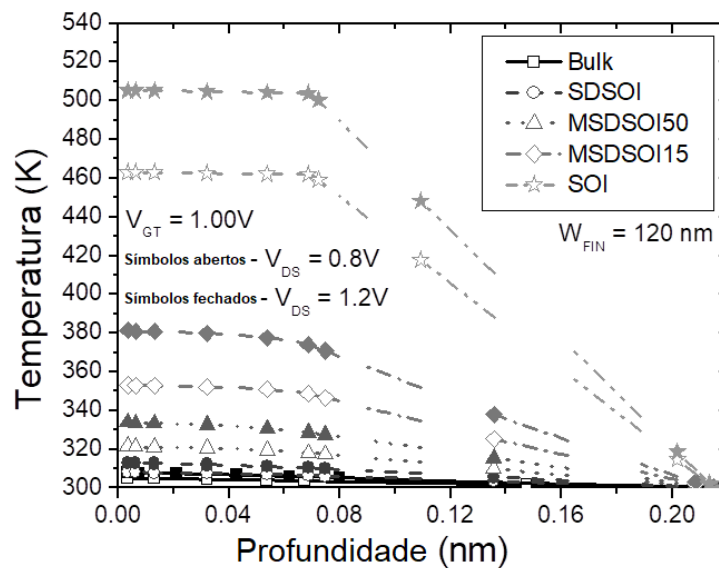 540
520
500
480
460
440
420
400
380
360
340
320
300
Temperatura (K)
Bulk
SDSOI
MSDSOI50
MSDSOI15
SOI
V_GT = 1.00V
W_FIN = 120 nm
Símbolos abertos - V_DS = 0.8V
Símbolos fechados - V_DS = 1.2V
0.00 0.04 0.08 0.12 0.16 0.20
Profundidade (nm)